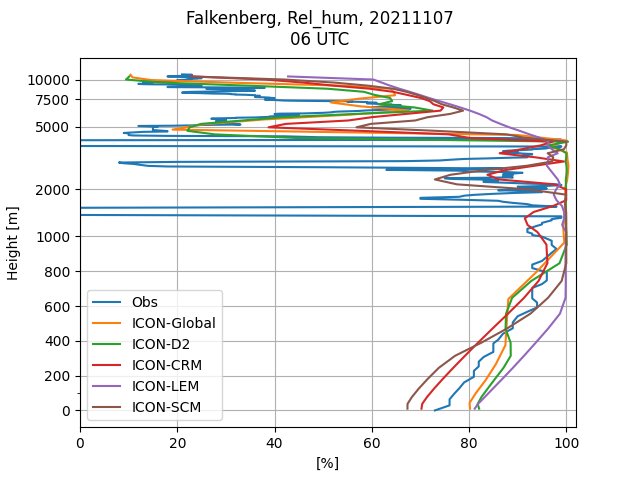 Falkenberg, Rel_hum, 20211107
06 UTC
10000
7500
5000
2000
1000
800
600
400
200
0
Height [m]
Obs
ICON-Global
ICON-D2
ICON-CRM
ICON-LEM
ICON-SCM
0 20 40 60 80 100
[%]